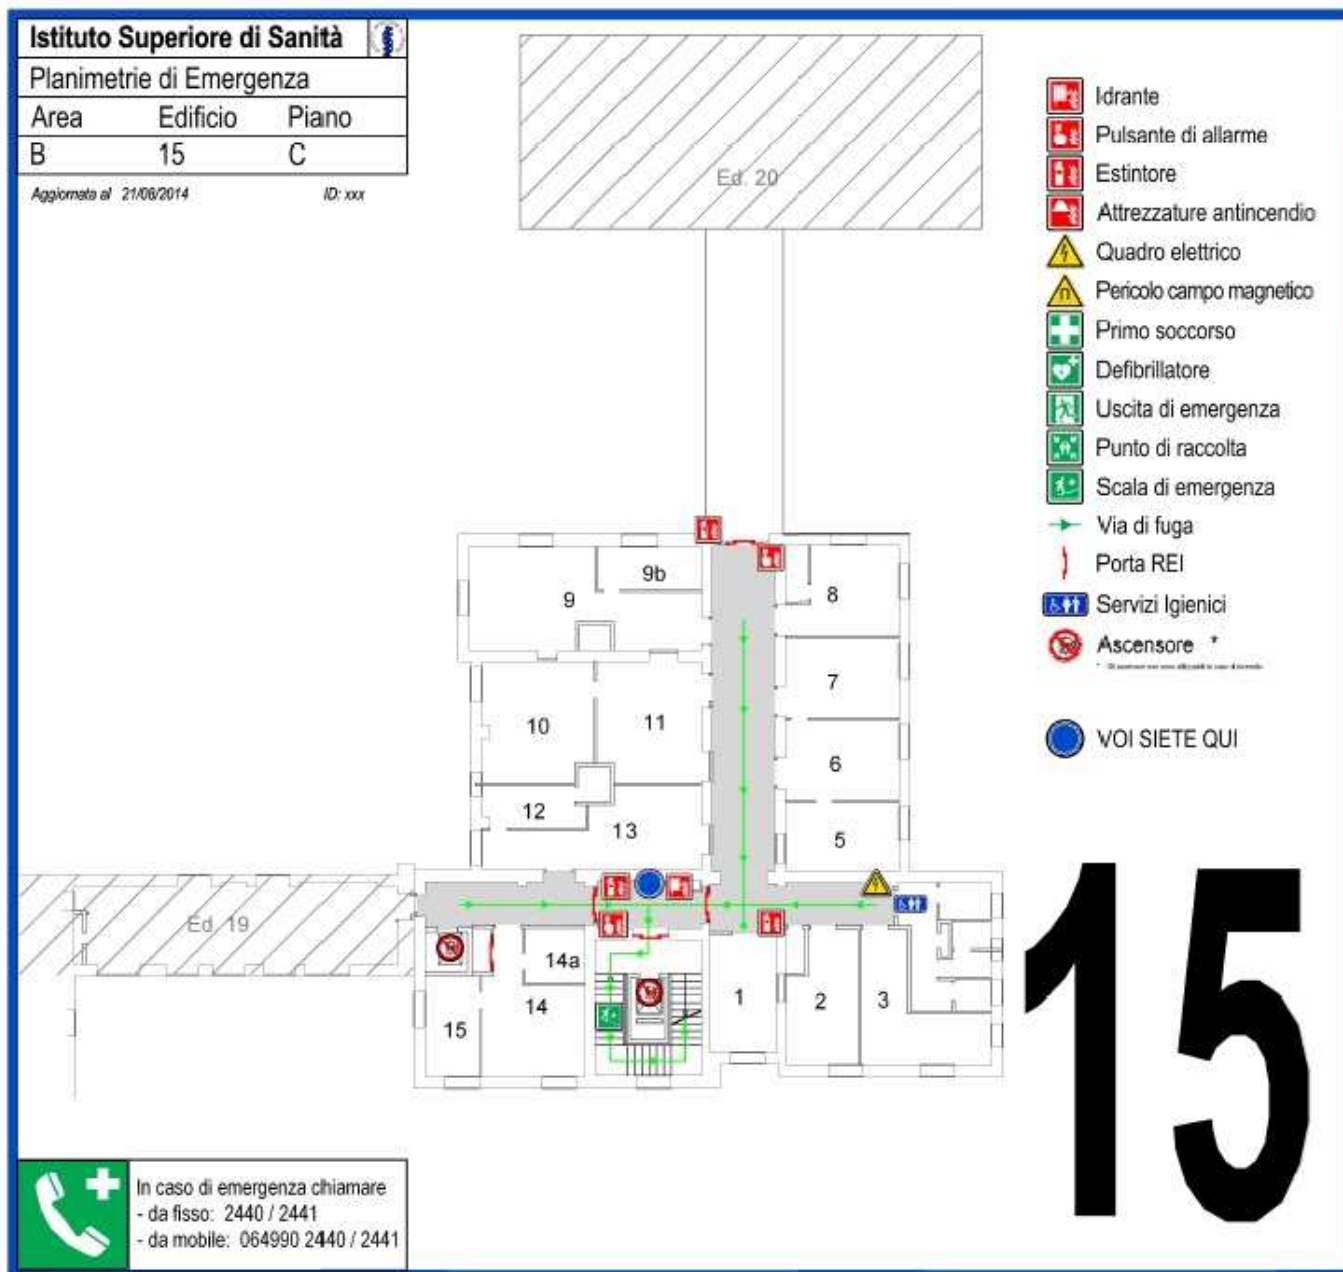 Istituto Superiore di Sanità
Planimetrie di Emergenza
Area Edificio Piano
B 15 C
Aggiornata al 21/08/2014 ID: xxx
Ed. 20
Idrante
Pulsante di allarme
Estintore
Attrezzature antincendio
Quadro elettrico
Pericolo campo magnetico
Primo soccorso
Defibrillatore
Uscita di emergenza
Punto di raccolta
Scala di emergenza
Via di fuga
Porta REI
Servizi Igienici
Ascensore *
VOI SIETE QUI
9b
9
8
7
10
11
6
12
13
5
Ed. 19
14a
15
14
1
2
3
15
In caso di emergenza chiamare
- da fisso: 2440 / 2441
- da mobile: 064990 2440 / 2441